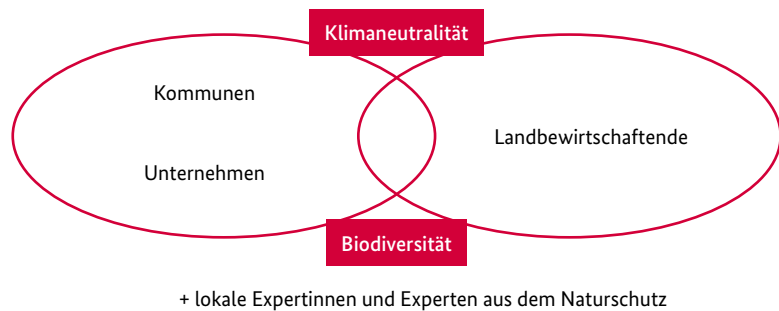 Klimaneutralität
Kommunen
Landbewirtschaftende
Unternehmen
Biodiversität
+ lokale Expertinnen und Experten aus dem Naturschutz